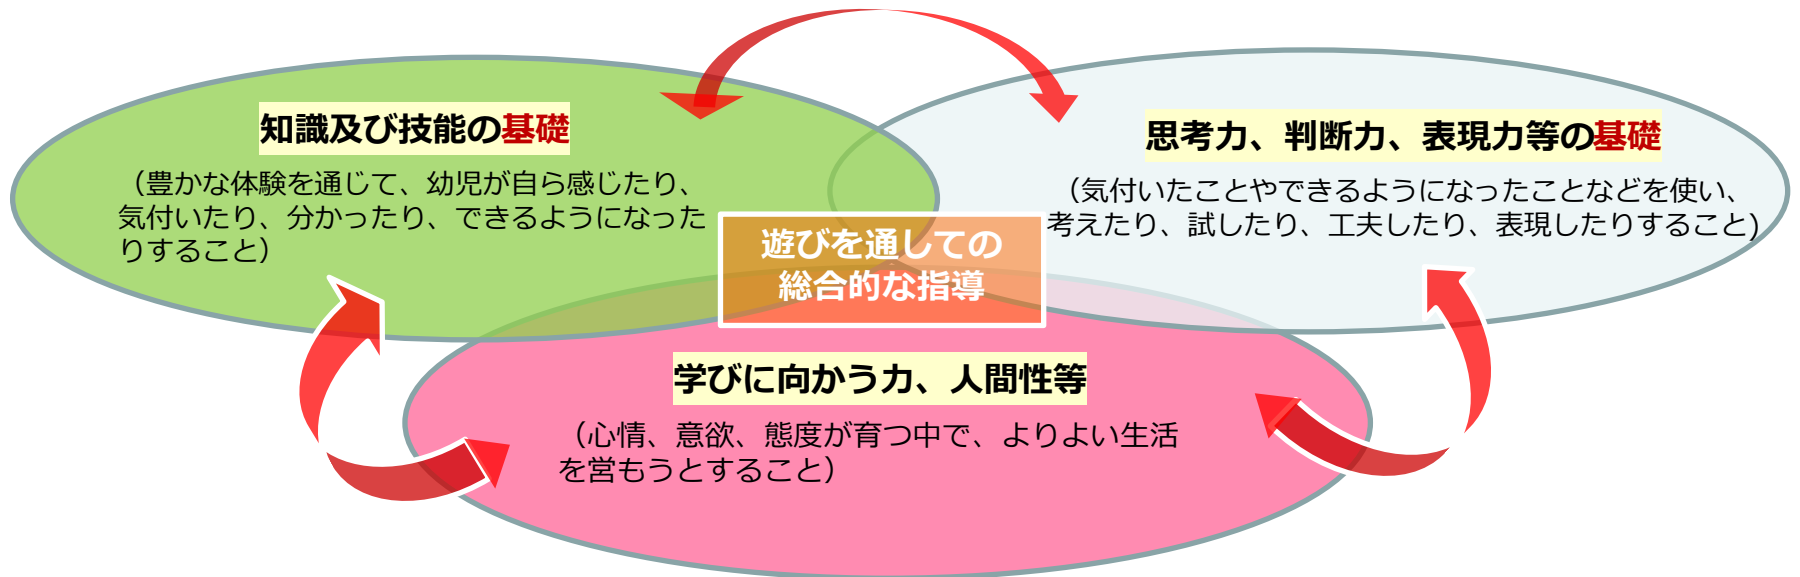 知識及び技能の基礎
（豊かな体験を通じて、幼児が自ら感じたり、
気付いたり、分かったり、できるようになった
りすること）
思考力、判断力、表現力等の基礎
（気付いたことやできるようになったことなどを使い、
考えたり、試したり、工夫したり、表現したりすること)
遊びを通しての
総合的な指導
学びに向かう力、人間性等
（心情、意欲、態度が育つ中で、よりよい生活
を営もうとすること）